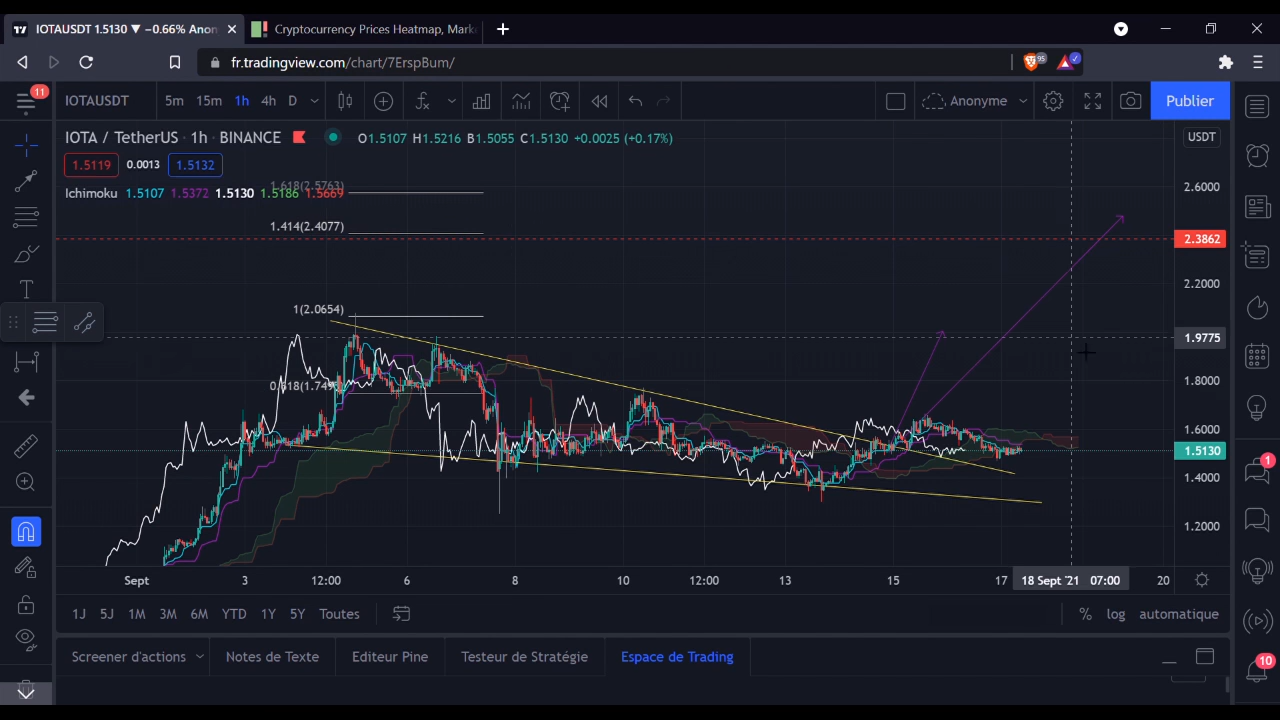 IOTAUSDT 1.5130 ▼ −0.66% Anon
Cryptocurrency Prices Heatmap, Mark
fr.tradingview.com/chart/7ErspBum/
95
11
IOTAUSDT 5m 15m 1h 4h D Anonyme Publier
IOTA / TetherUS · 1h · BINANCE O1.5107 H1.5216 B1.5055 C1.5130 +0.0025 (+0.17%)
USDT
1.5119 0.0013 1.5132
Ichimoku 1.5107 1.5372 1.5130 1.5186 1.5669
1.618(2.5763)
2.6000
1.414(2.4077)
2.3862
2.2000
1(2.0654)
1.9775
1.8000
1.6000
1.5130
1
1.4000
1.2000
Sept 3 12:00 6 8 10 12:00 13 15 17 18 Sept '21 07:00 20
1J 5J 1M 3M 6M YTD 1Y 5Y Toutes % log automatique
Screener d'actions Notes de Texte Editeur Pine Testeur de Stratégie Espace de Trading
10